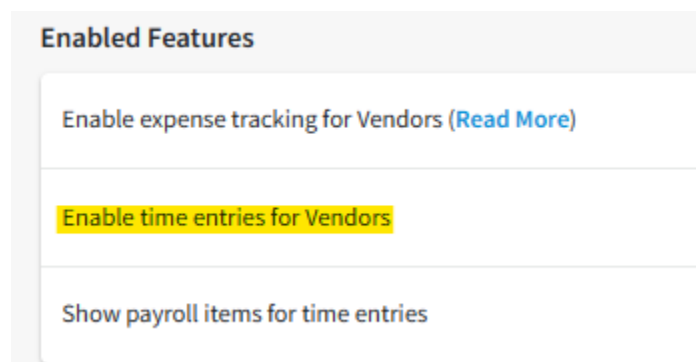 Enabled Features
Enable expense tracking for Vendors (Read More)
Enable time entries for Vendors
Show payroll items for time entries